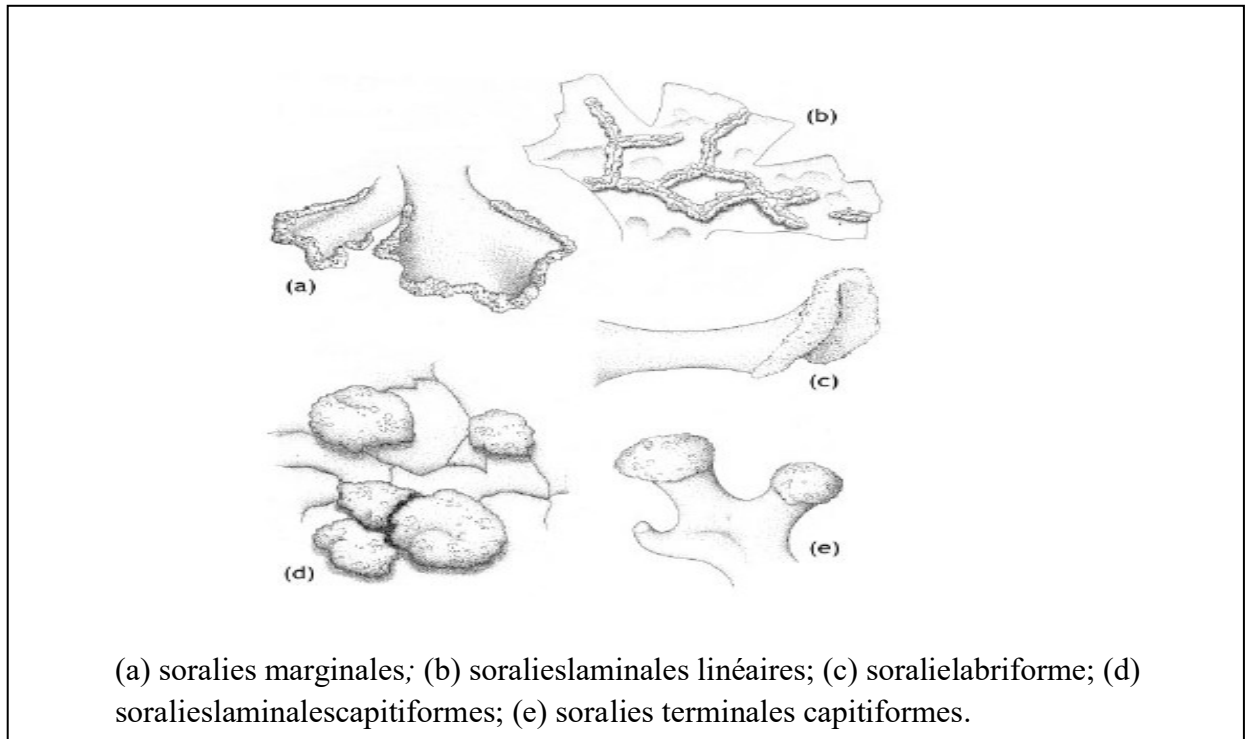 (b)
(a)
(c)
(d)
(e)
(a) soralies marginales; (b) soralieslaminales linéaires; (c) soralielabriforme; (d)
soralieslaminalescapitiformes; (e) soralies terminales capitiformes.